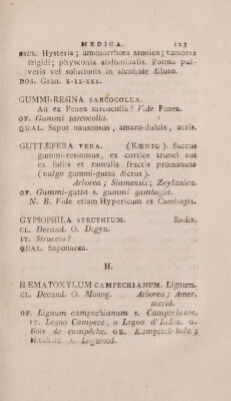 MEDICA. 123
USUS. Hysteria; amenorrhœa atonica; tumores
frigidi; physconia abdominalis. Forma pul-
veris vel solutionis in alcohole diluto.
DOS. Gran. x-xx-xxx.
GUMMI-RESINA SARCOCOLLA.
An ex Penea sarcocolla? Vide Penea.
OF. Gummi sarcocolla.
QUAL. Sapor nauseosus, amaro-dulcis, acris.
GUTTÆFERA VERA. (KŒNIG). Succus
gummi-resinosus, ex cortice trunci aut
ex foliis et ramulis fractis promanans
(vulgo gummi-gutta dictus).
Arborea; Siamensis; Zeylanica.
OF. Gummi-gutta s. gummi gambogia.
N. B. Vide etiam Hypericum et Cambogia.
GYPSOPHILA STRUTHIUM. Radix.
CL. Decand. O. Digyn.
IT. Struccio?
QUAL. Saponacea.
H.
HÆMATOXYLUM CAMPECHIANUM. Lignum.
CL. Decand. O. Monog. Arborea; Amer.
merid.
OF. Lignum campechianum s. Campechense.
IT. Legno Campece, o Legno d'India. G.
Bois de campêche. GE. Kampeschholz;
Blauholz. A. Logwood.